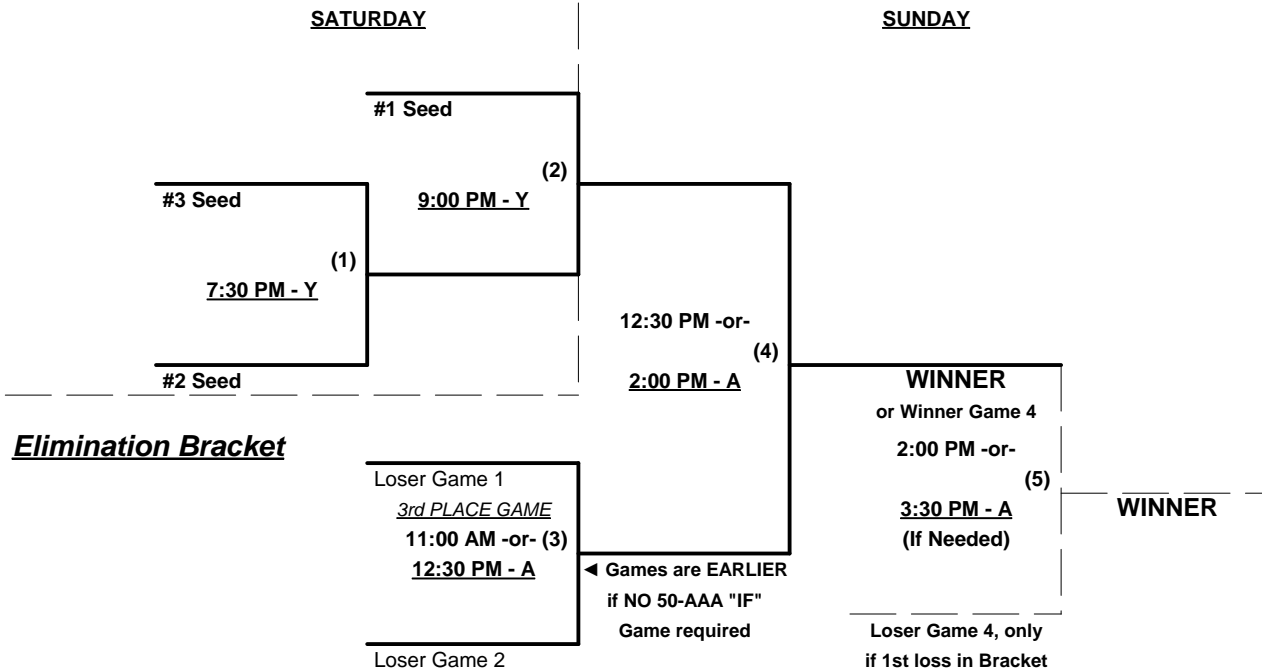 SATURDAY
SUNDAY
#1 Seed
(2)
#3 Seed
9:00 PM - Y
(1)
7:30 PM - Y
12:30 PM -or-
(4)
#2 Seed
2:00 PM - A
WINNER
or Winner Game 4
Elimination Bracket
2:00 PM -or-
Loser Game 1
(5)
3rd PLACE GAME
3:30 PM - A
WINNER
11:00 AM -or- (3)
(If Needed)
12:30 PM - A
◄ Games are EARLIER
if NO 50-AAA "IF"
Game required
Loser Game 4, only
Loser Game 2
if 1st loss in Bracket